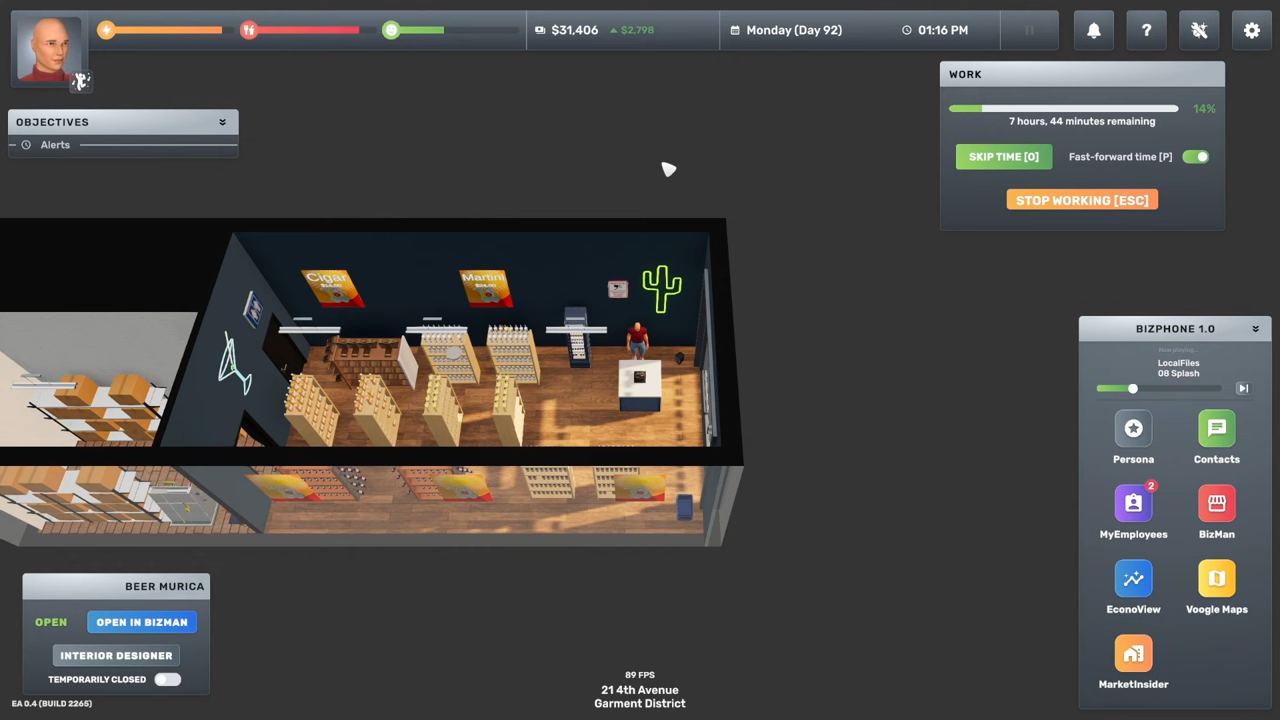 $31,406
$2,798
Monday (Day 92)
01:16 PM
?
OBJECTIVES
Alerts
WORK
14%
7 hours, 44 minutes remaining
SKIP TIME [O]
Fast-forward time [P]
STOP WORKING [ESC]
Cigar
Martini
BIZPHONE 1.0
Now playing...
LocalFiles
08 Splash
Persona
Contacts
2
MyEmployees
BizMan
EconoView
Voogle Maps
MarketInsider
BEER MURICA
OPEN
OPEN IN BIZMAN
INTERIOR DESIGNER
TEMPORARILY CLOSED
EA 0.4 (BUILD 2265)
89 FPS
21 4th Avenue
Garment District